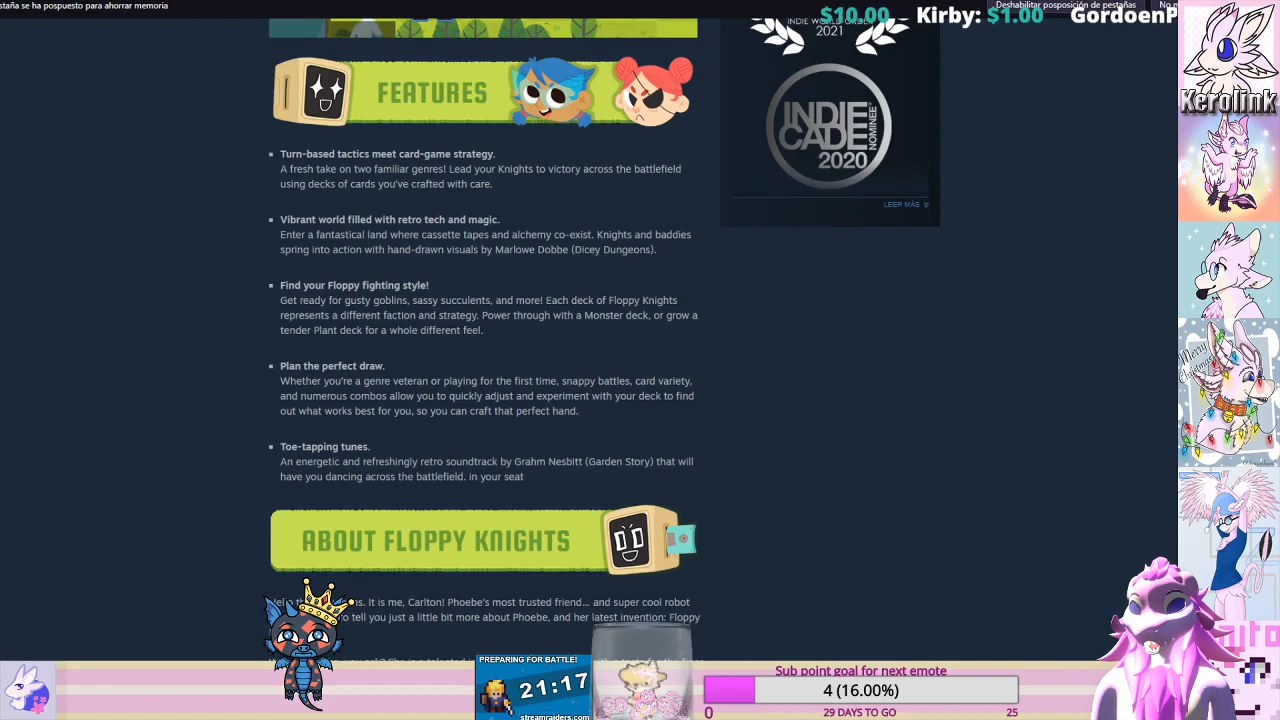 staña se ha pospuesto para ahorrar memoria
Deshabilitar posposición de pestañas
$10.00 Kirby: $1.00 GordoenP
INDIE WORLD ORDER
2021
INDIE
CADE
NOMINEE
2020
LEER MÁS
Kerolink
FEATURES
Turn-based tactics meet card-game strategy.
A fresh take on two familiar genres! Lead your Knights to victory across the battlefield
using decks of cards you've crafted with care.
Vibrant world filled with retro tech and magic.
Enter a fantastical land where cassette tapes and alchemy co-exist. Knights and baddies
spring into action with hand-drawn visuals by Marlowe Dobbe (Dicey Dungeons).
Find your Floppy fighting style!
Get ready for gusty goblins, sassy succulents, and more! Each deck of Floppy Knights
represents a different faction and strategy. Power through with a Monster deck, or grow a
tender Plant deck for a whole different feel.
Plan the perfect draw.
Whether you're a genre veteran or playing for the first time, snappy battles, card variety,
and numerous combos allow you to quickly adjust and experiment with your deck to find
out what works best for you, so you can craft that perfect hand.
Toe-tapping tunes.
An energetic and refreshingly retro soundtrack by Grahm Nesbitt (Garden Story) that will
have you dancing across the battlefield. in your seat
ABOUT FLOPPY KNIGHTS
It is me, Carlton! Phoebe's most trusted friend... and super cool robot
to tell you just a little bit more about Phoebe, and her latest invention: Floppy
PREPARING FOR BATTLE!
21:17
streamraiders.com
Sub point goal for next emote
4 (16.00%)
0 29 DAYS TO GO 25